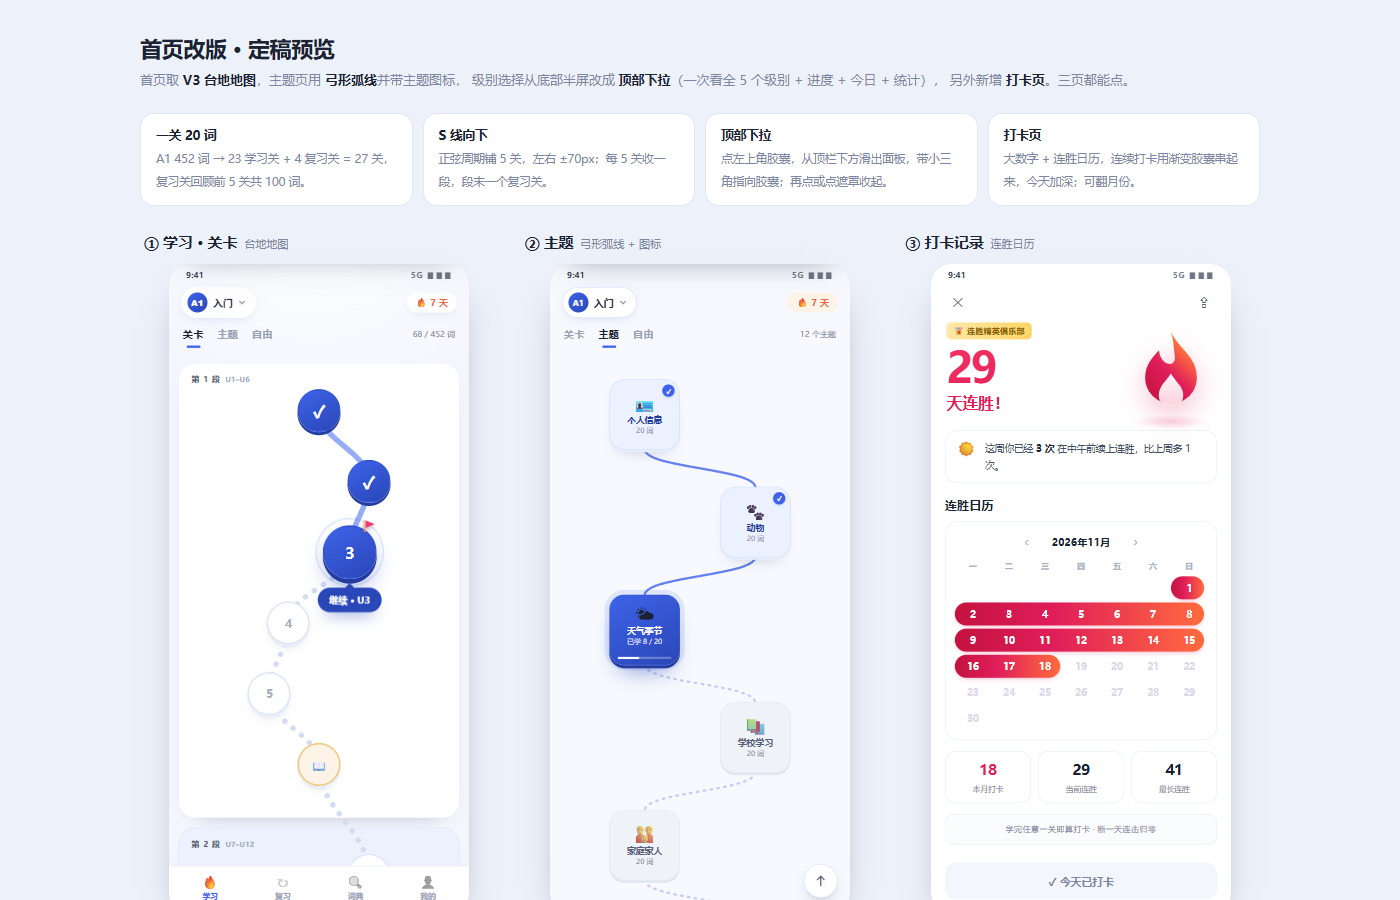 首页改版 • 定稿预览
首页取 V3 台地地图，主题页用 弓形弧线并带主题图标， 级别选择从底部半屏改成 顶部下拉（一次看全 5 个级别 + 进度 + 今日 + 统计）， 另外新增 打卡页。三页都能点。
一关 20 词
A1 452 词 → 23 学习关 + 4 复习关 = 27 关，
复习关回顾前 5 关共 100 词。
S 线向下
正弦周期铺 5 关，左右 ±70px；每 5 关收一
段，段末一个复习关。
顶部下拉
点左上角胶囊，从顶栏下方滑出面板，带小三
角指向胶囊；再点或点遮罩收起。
打卡页
大数字 + 连胜日历，连续打卡用渐变胶囊串起
来，今天加深；可翻月份。
① 学习 • 关卡 台地地图
9:41 5G
A1 入门 7 天
关卡 主题 自由 68 / 452 词
第 1 段 U1–U6
✓
✓
3
继续 • U3
4
5
第 2 段 U7–U12
学习 复习 词典 我的
② 主题 弓形弧线 + 图标
9:41 5G
A1 入门 7 天
关卡 主题 自由 12 个主题
个人信息
20 词
动物
20 词
天气季节
已学 8 / 20
学校学习
20 词
家庭家人
20 词
↑
③ 打卡记录 连胜日历
9:41 5G
连胜精英俱乐部
29
天连胜！
这周你已经 3 次 在中午前续上连胜，比上周多 1
次。
连胜日历
‹ 2026年11月 ›
一 二 三 四 五 六 日
1
2 3 4 5 6 7 8
9 10 11 12 13 14 15
16 17 18 19 20 21 22
23 24 25 26 27 28 29
30
18 29 41
本月打卡 当前连胜 最长连胜
学完任意一关即算打卡 · 断一天连击归零
✓ 今天已打卡